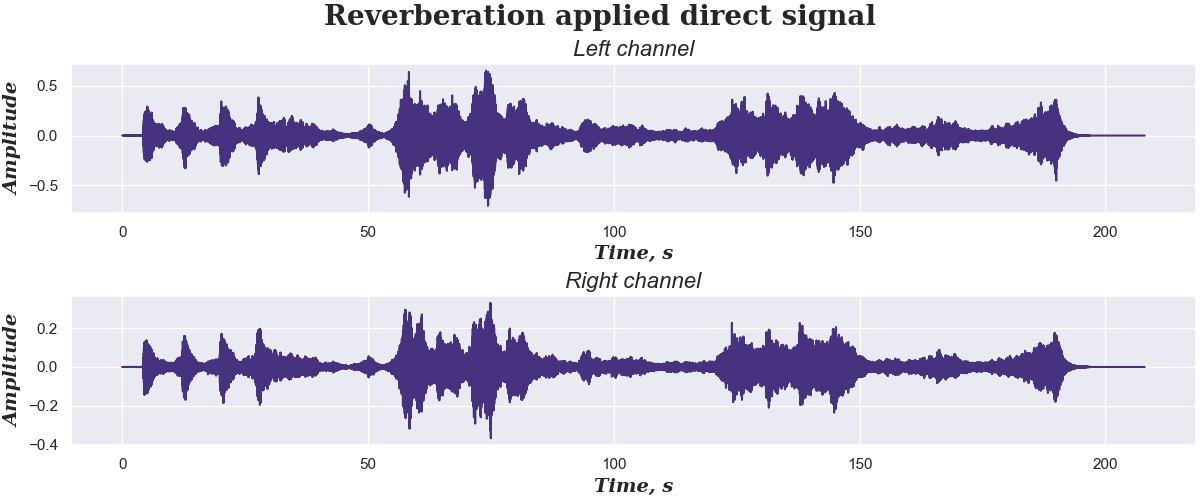 Reverberation applied direct signal
Left channel
Amplitude
0.5
0.0
−0.5
0 50 100 150 200
Time, s
Right channel
Amplitude
0.2
0.0
−0.2
−0.4
0 50 100 150 200
Time, s